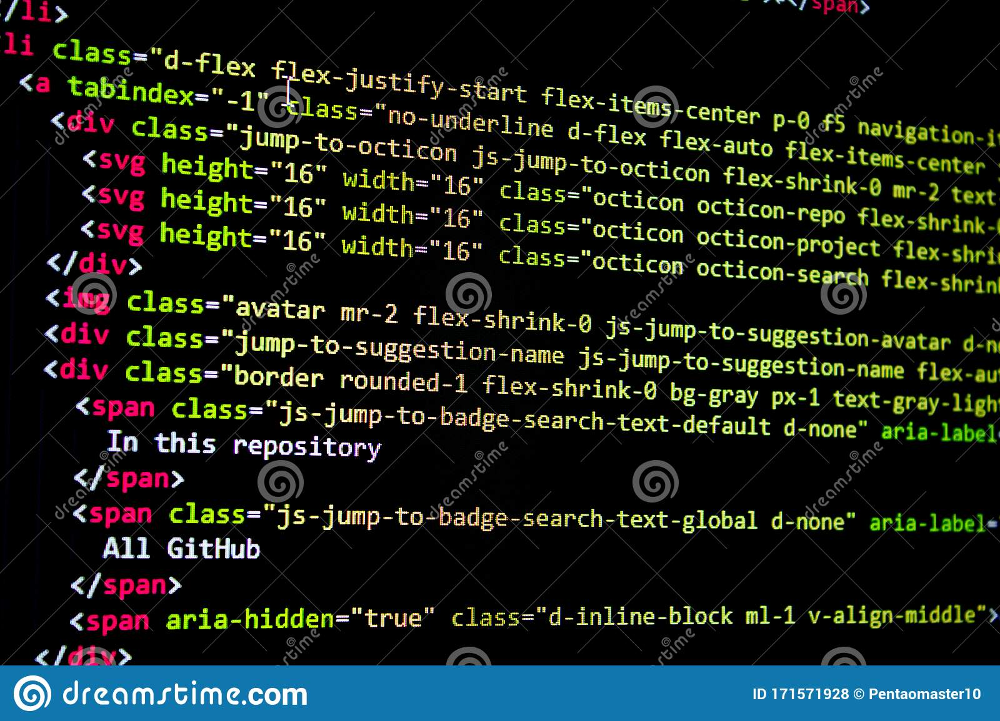 </span>
</li>
li class="d-flex flex-justify-start flex-items-center p-0 f5 navigation-i
<a tabindex="-1" class="no-underline d-flex flex-auto flex-items-center
<div class="jump-to-octicon js-jump-to-octicon flex-shrink-0 mr-2 text-
<svg height="16" width="16" class="octicon octicon-repo flex-shrink-0
<svg height="16" width="16" class="octicon octicon-project flex-shri
<svg height="16" width="16" class="octicon octicon-search flex-shrin
</div>
<img class="avatar mr-2 flex-shrink-0 js-jump-to-suggestion-avatar d-n
<div class="jump-to-suggestion-name js-jump-to-suggestion-name flex-au
<div class="border rounded-1 flex-shrink-0 bg-gray px-1 text-gray-ligh
<span class="js-jump-to-badge-search-text-default d-none" aria-label
In this repository
</span>
<span class="js-jump-to-badge-search-text-global d-none" aria-label=
All GitHub
</span>
<span aria-hidden="true" class="d-inline-block ml-1 v-align-middle">
</div>
dreamstime.com
ID 171571928 © Pentaomaster10